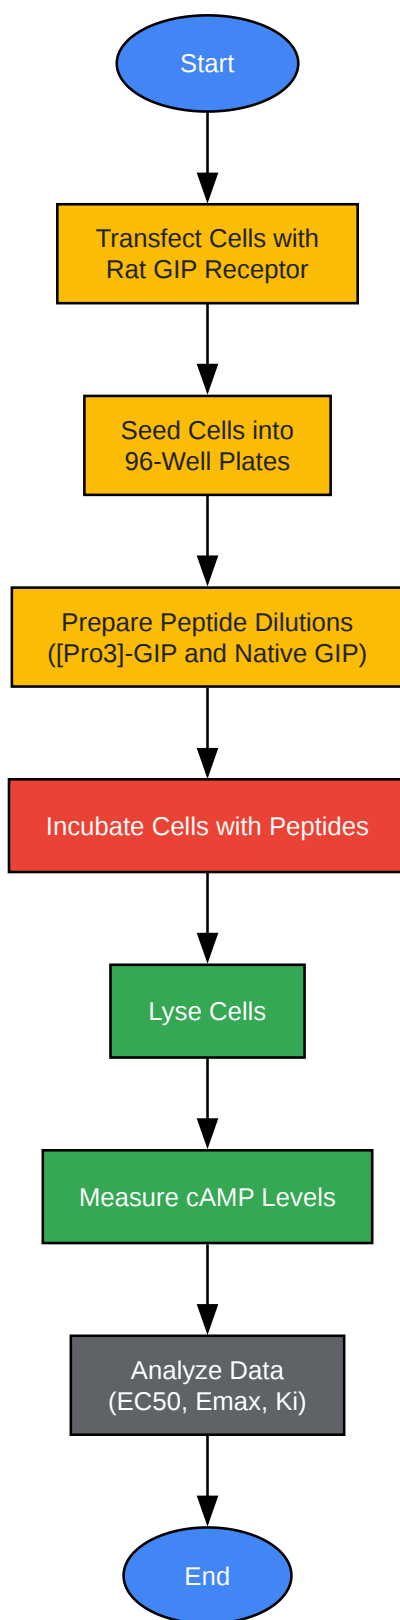 Start
Transfect Cells with
Rat GIP Receptor
Seed Cells into
96-Well Plates
Prepare Peptide Dilutions
([Pro3]-GIP and Native GIP)
Incubate Cells with Peptides
Lyse Cells
Measure cAMP Levels
Analyze Data
(EC50, Emax, Ki)
End